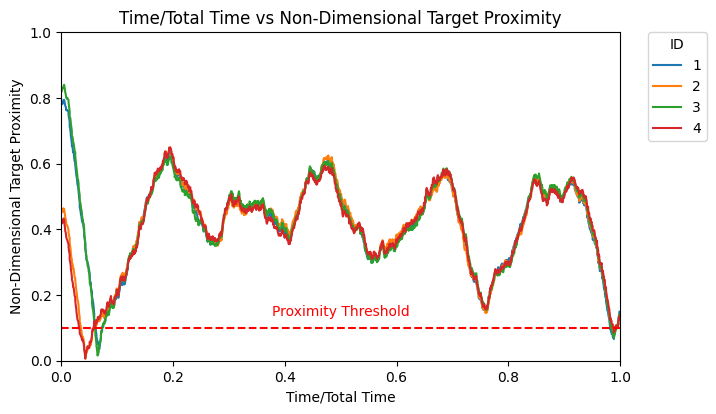 Time/Total Time vs Non-Dimensional Target Proximity
ID
1
2
3
4
Non-Dimensional Target Proximity
1.0
0.8
0.6
0.4
0.2
0.0
Proximity Threshold
0.0 0.2 0.4 0.6 0.8 1.0
Time/Total Time